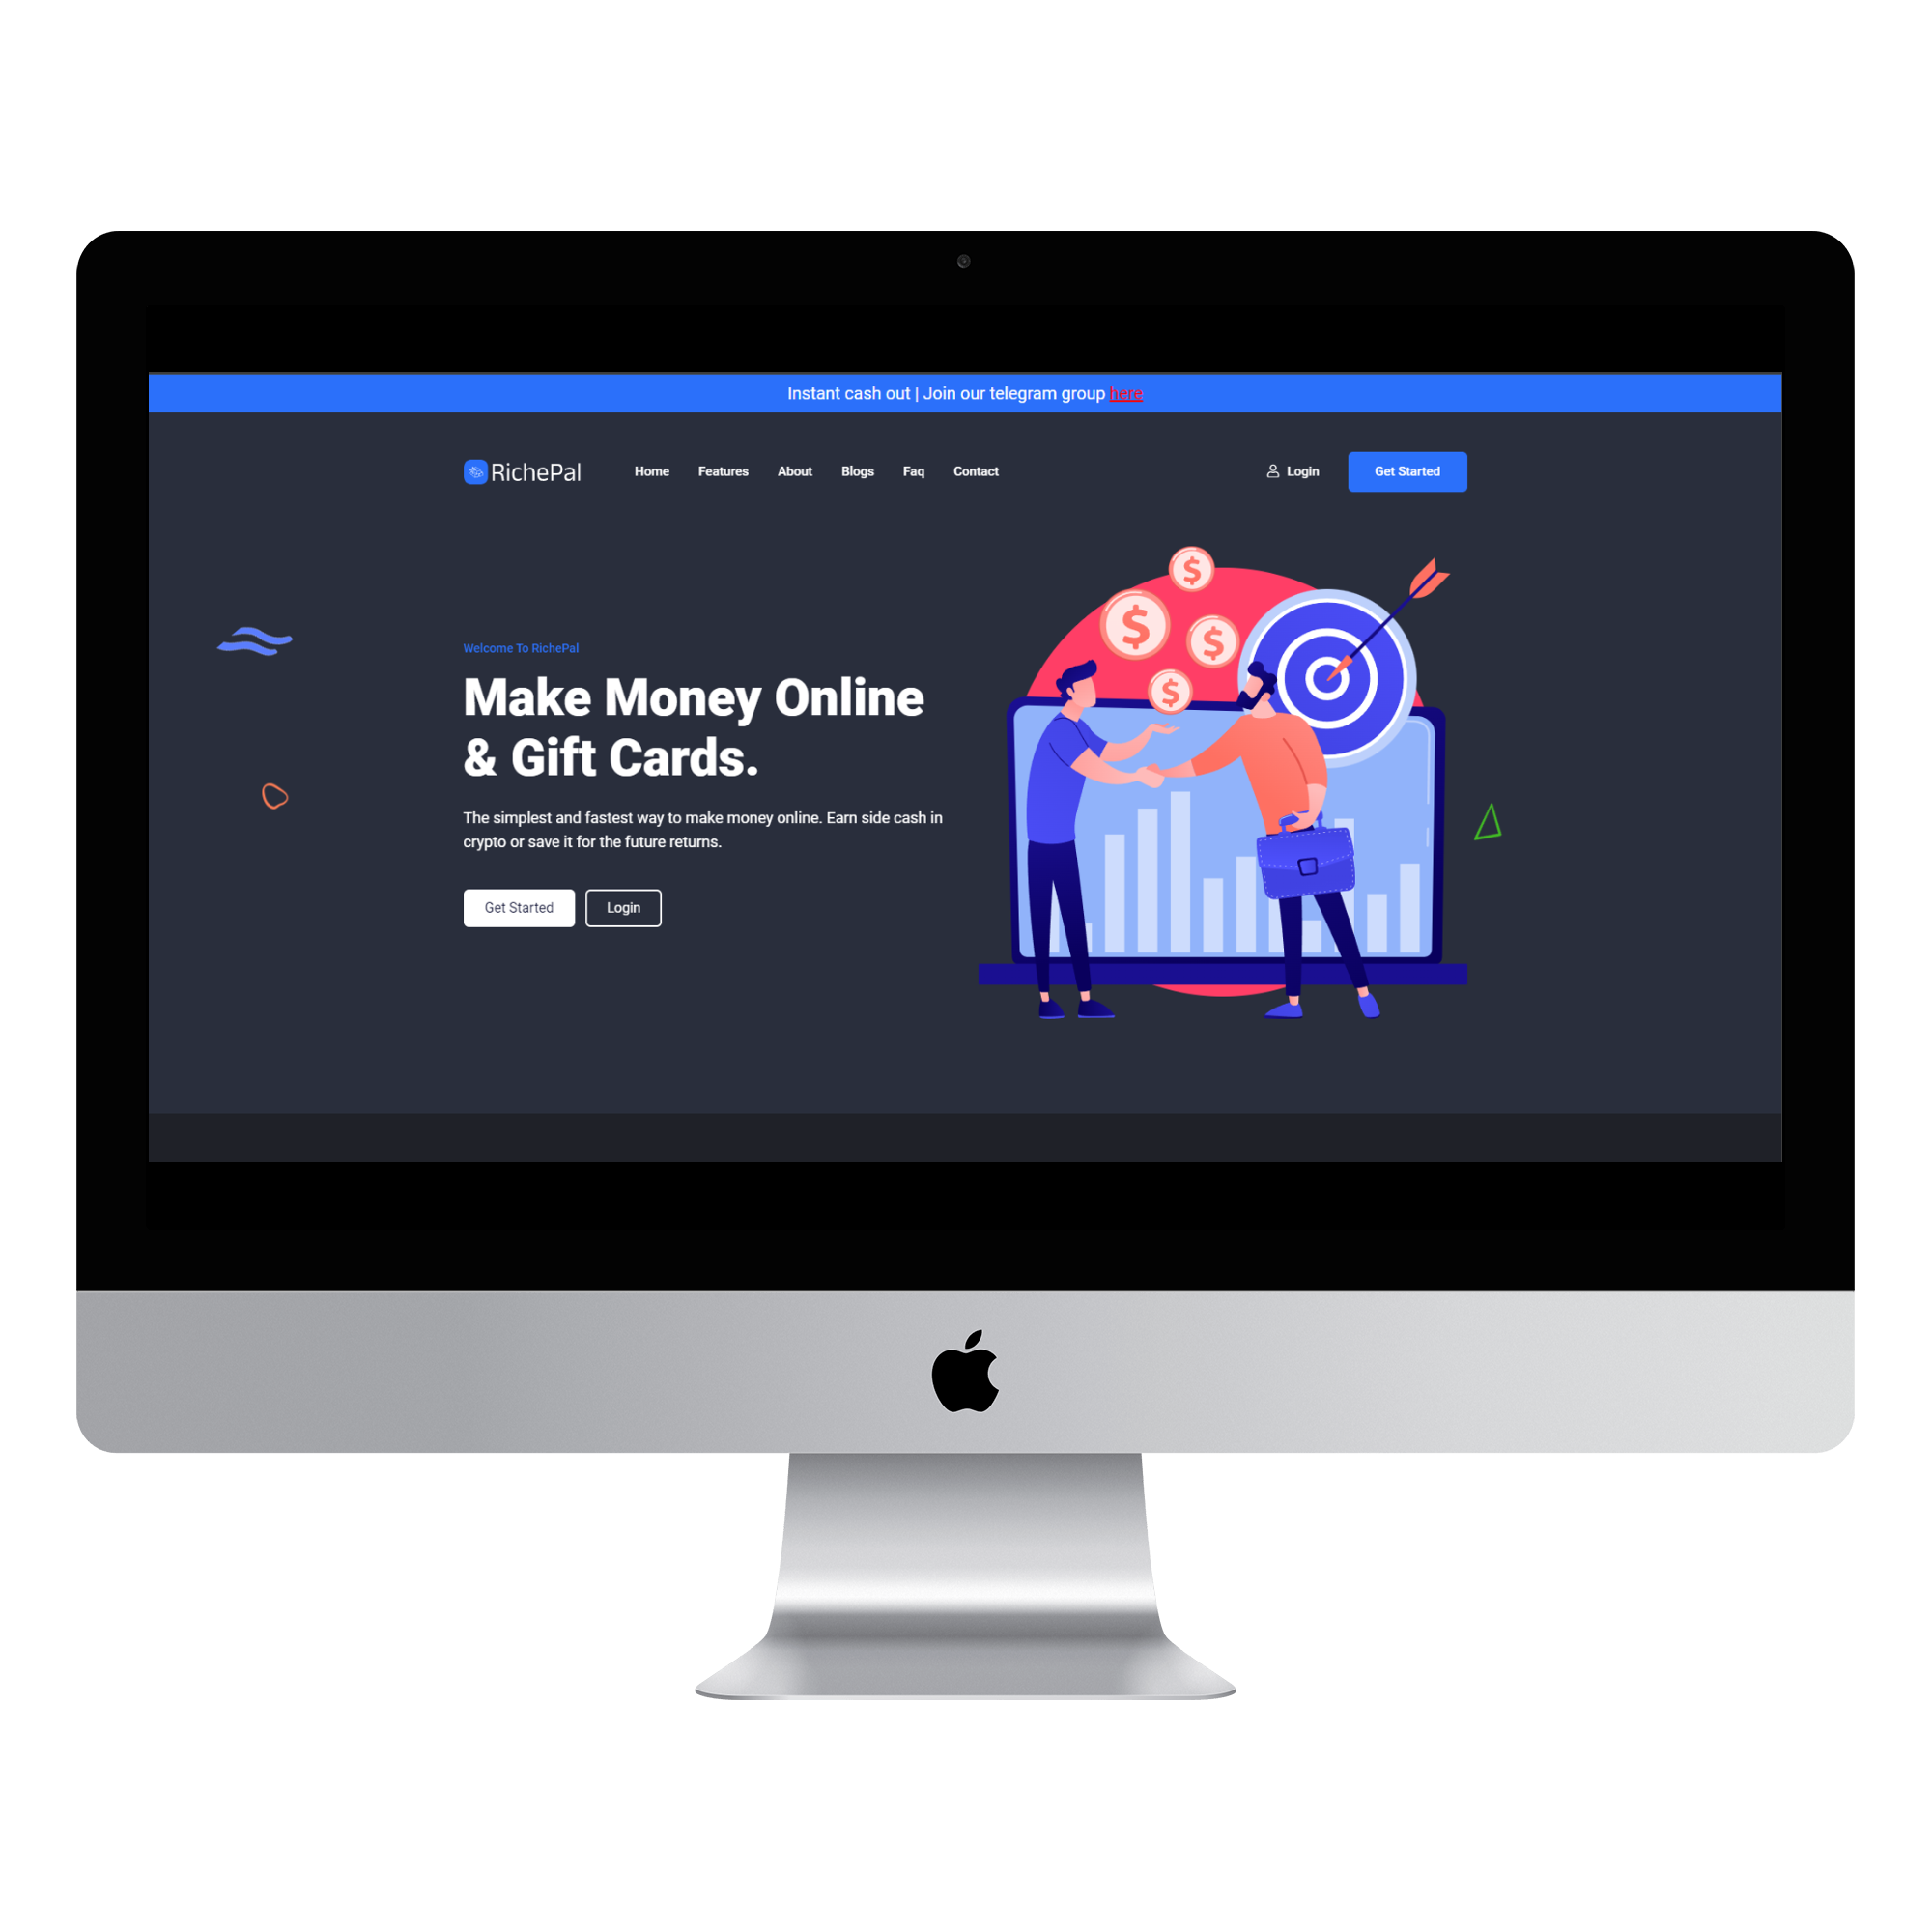 Instant cash out | Join our telegram group here
RichePal
Home Features About Blogs Faq Contact
Login
Get Started
Welcome To RichePal
Make Money Online
& Gift Cards.
The simplest and fastest way to make money online. Earn side cash in
crypto or save it for the future returns.
Get Started
Login
$
$
$
$